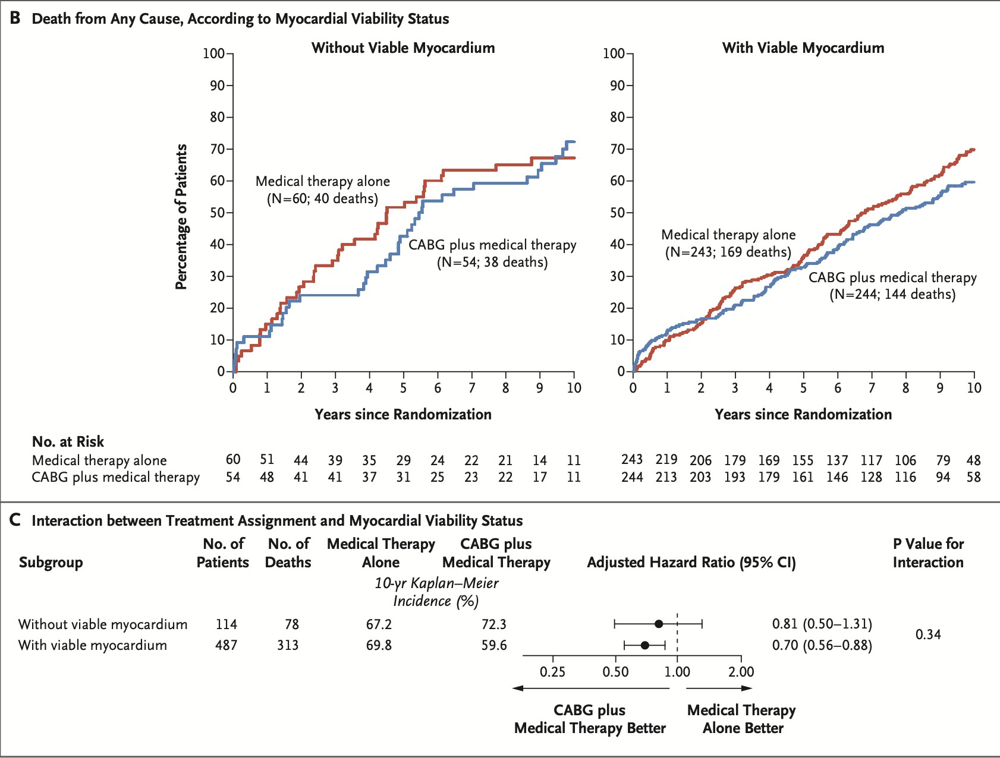 B Death from Any Cause, According to Myocardial Viability Status
Without Viable Myocardium
100
90
80
70
60
50
40
30
20
10
0
Percentage of Patients
Medical therapy alone
(N=60; 40 deaths)
CABG plus medical therapy
(N=54; 38 deaths)
0 1 2 3 4 5 6 7 8 9 10
Years since Randomization
With Viable Myocardium
100
90
80
70
60
50
40
30
20
10
0
Medical therapy alone
(N=243; 169 deaths)
CABG plus medical therapy
(N=244; 144 deaths)
0 1 2 3 4 5 6 7 8 9 10
Years since Randomization
No. at Risk
Medical therapy alone 60 51 44 39 35 29 24 22 21 14 11 243 219 206 179 169 155 137 117 106 79 48
CABG plus medical therapy 54 48 41 41 37 31 25 23 22 17 11 244 213 203 193 179 161 146 128 116 94 58
C Interaction between Treatment Assignment and Myocardial Viability Status
No. of No. of Medical Therapy CABG plus P Value for
Subgroup Patients Deaths Alone Medical Therapy Adjusted Hazard Ratio (95% CI) Interaction
10-yr Kaplan–Meier
Incidence (%)
Without viable myocardium 114 78 67.2 72.3 0.81 (0.50–1.31)
0.34
With viable myocardium 487 313 69.8 59.6 0.70 (0.56–0.88)
0.25 0.50 1.00 2.00
CABG plus Medical Therapy
Medical Therapy Better Alone Better